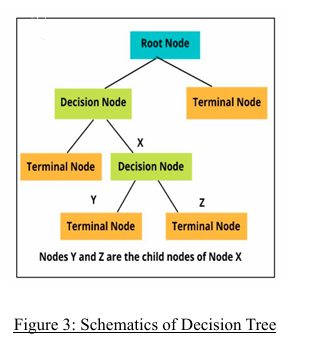 Root Node
Decision Node
Terminal Node
X
Terminal Node
Decision Node
Y
Z
Terminal Node
Terminal Node
Nodes Y and Z are the child nodes of Node X
Figure 3: Schematics of Decision Tree